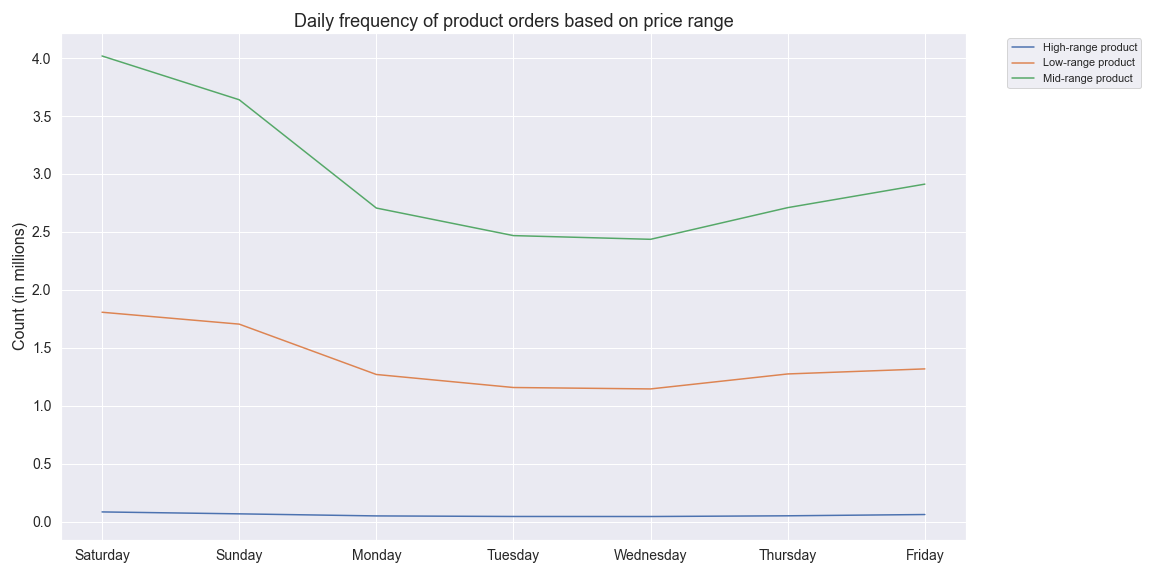 Daily frequency of product orders based on price range
High-range product
Low-range product
Mid-range product
Count (in millions)
4.0
3.5
3.0
2.5
2.0
1.5
1.0
0.5
0.0
Saturday Sunday Monday Tuesday Wednesday Thursday Friday